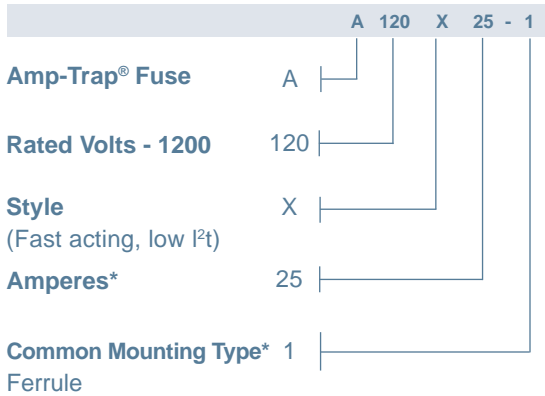 A 120 X 25 - 1
Amp-Trap® Fuse A
Rated Volts - 1200 120
Style X
(Fast acting, low I²t)
Amperes* 25
Common Mounting Type* 1
Ferrule